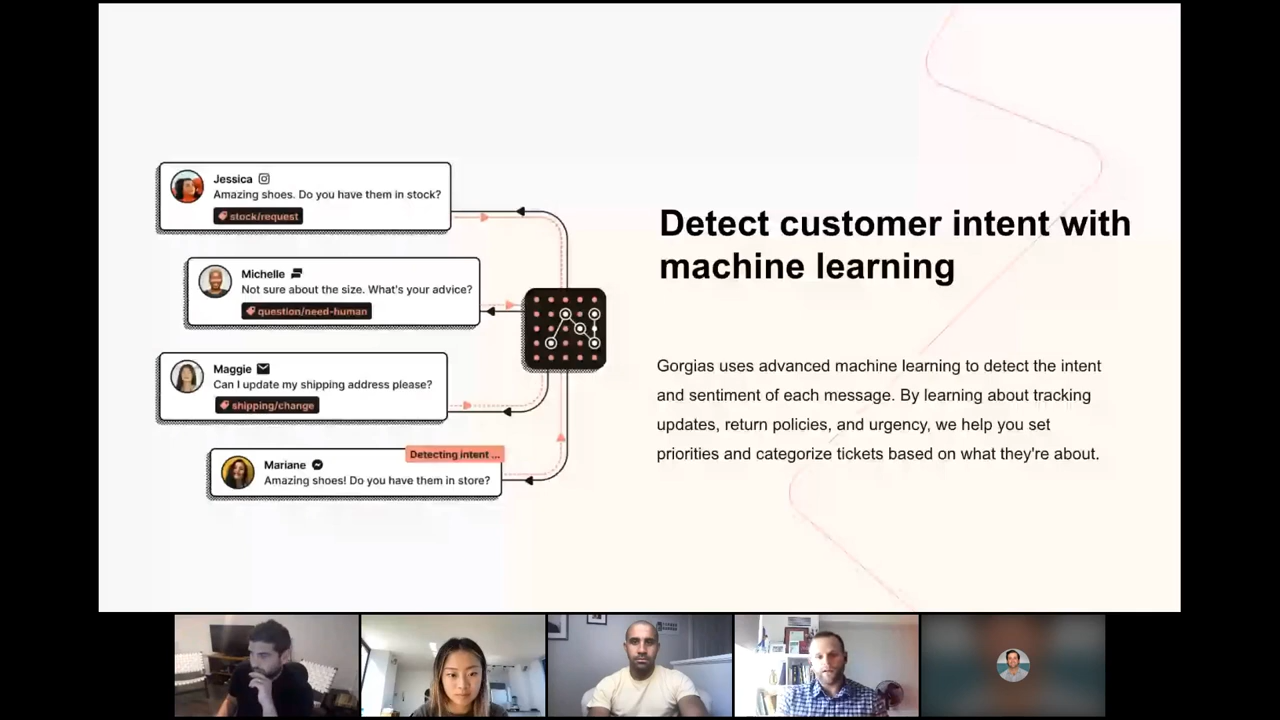 Jessica
Amazing shoes. Do you have them in stock?
stock/request
Michelle
Not sure about the size. What's your advice?
question/need-human
Maggie
Can I update my shipping address please?
shipping/change
Detecting intent ...
Mariane
Amazing shoes! Do you have them in store?
Detect customer intent with
machine learning
Gorgias uses advanced machine learning to detect the intent
and sentiment of each message. By learning about tracking
updates, return policies, and urgency, we help you set
priorities and categorize tickets based on what they're about.